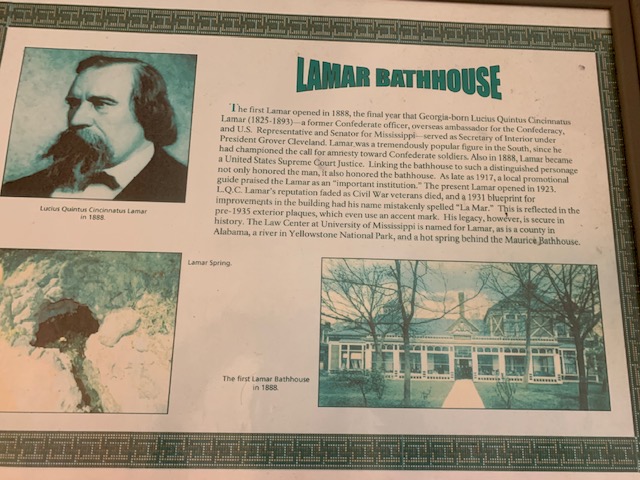 LAMAR BATHHOUSE
The first Lamar opened in 1888, the final year that Georgia-born Lucius Quintus Cincinnatus
Lamar (1825-1893)—a former Confederate officer, overseas ambassador for the Confederacy,
and U.S. Representative and Senator for Mississippi—served as Secretary of Interior under
President Grover Cleveland. Lamar was a tremendously popular figure in the South, since he
had championed the call for amnesty toward Confederate soldiers. Also in 1888, Lamar became
a United States Supreme Court Justice. Linking the bathhouse to such a distinguished personage
not only honored the man, it also honored the bathhouse. As late as 1917, a local promotional
guide praised the Lamar as an "important institution." The present Lamar opened in 1923.
L.Q.C. Lamar's reputation faded as Civil War veterans died, and a 1931 blueprint for
improvements in the building had his name mistakenly spelled "La Mar." This is reflected in the
pre-1935 exterior plaques, which even use an accent mark. His legacy, however, is secure in
history. The Law Center at University of Mississippi is named for Lamar, as is a county in
Alabama, a river in Yellowstone National Park, and a hot spring behind the Maurice Bathhouse.
Lucius Quintus Cincinnatus Lamar
in 1888.
Lamar Spring.
The first Lamar Bathhouse
in 1888.